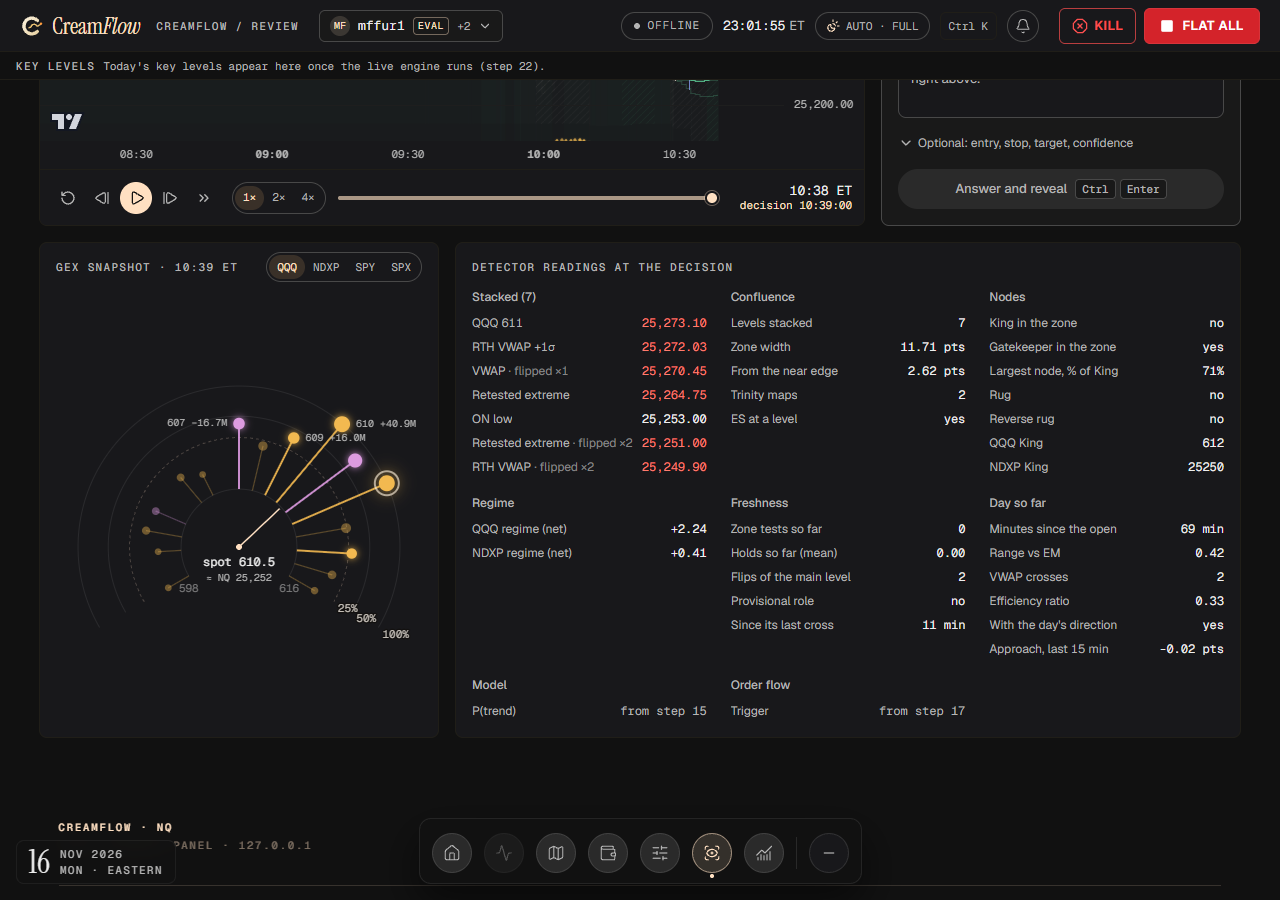 CreamFlow
CREAMFLOW / REVIEW
MF mffur1 EVAL +2
OFFLINE
23:01:55 ET
AUTO · FULL
Ctrl K
KILL
FLAT ALL
KEY LEVELS Today's key levels appear here once the live engine runs (step 22).
25,200.00
08:30 09:00 09:30 10:00 10:30
1× 2× 4×
10:38 ET
decision 10:39:00
right above.
Optional: entry, stop, target, confidence
Answer and reveal Ctrl Enter
GEX SNAPSHOT · 10:39 ET
QQQ NDXP SPY SPX
607 −16.7M
610 +40.9M
609 +16.0M
spot 610.5
≈ NQ 25,252
598
616
25%
50%
100%
DETECTOR READINGS AT THE DECISION
Stacked (7)
QQQ 611 25,273.10
RTH VWAP +1σ 25,272.03
VWAP · flipped ×1 25,270.45
Retested extreme 25,264.75
ON low 25,253.00
Retested extreme · flipped ×2 25,251.00
RTH VWAP · flipped ×2 25,249.90
Confluence
Levels stacked 7
Zone width 11.71 pts
From the near edge 2.62 pts
Trinity maps 2
ES at a level yes
Nodes
King in the zone no
Gatekeeper in the zone yes
Largest node, % of King 71%
Rug no
Reverse rug no
QQQ King 612
NDXP King 25250
Regime
QQQ regime (net) +2.24
NDXP regime (net) +0.41
Freshness
Zone tests so far 0
Holds so far (mean) 0.00
Flips of the main level 2
Provisional role no
Since its last cross 11 min
Day so far
Minutes since the open 69 min
Range vs EM 0.42
VWAP crosses 2
Efficiency ratio 0.33
With the day's direction yes
Approach, last 15 min -0.02 pts
Model
P(trend) from step 15
Order flow
Trigger from step 17
CREAMFLOW · NQ
PANEL · 127.0.0.1
16 NOV 2026
MON · EASTERN